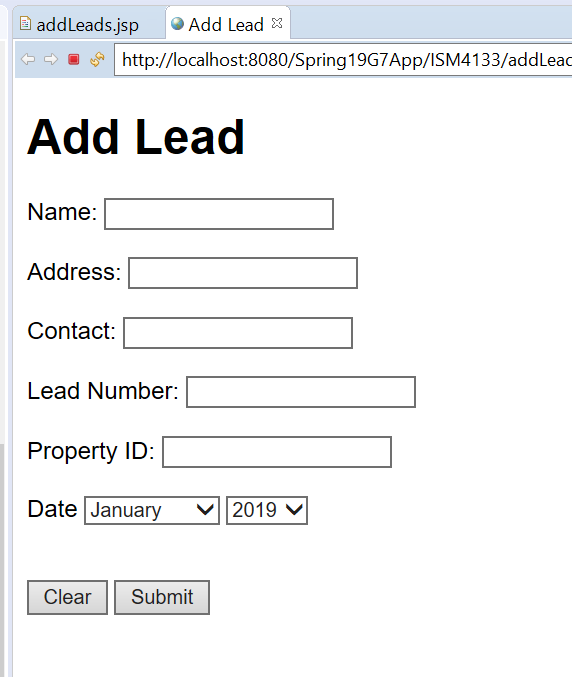 addLeads.jsp Add Lead
http://localhost:8080/Spring19G7App/ISM4133/addLead
Add Lead
Name:
Address:
Contact:
Lead Number:
Property ID:
Date January 2019
Clear Submit